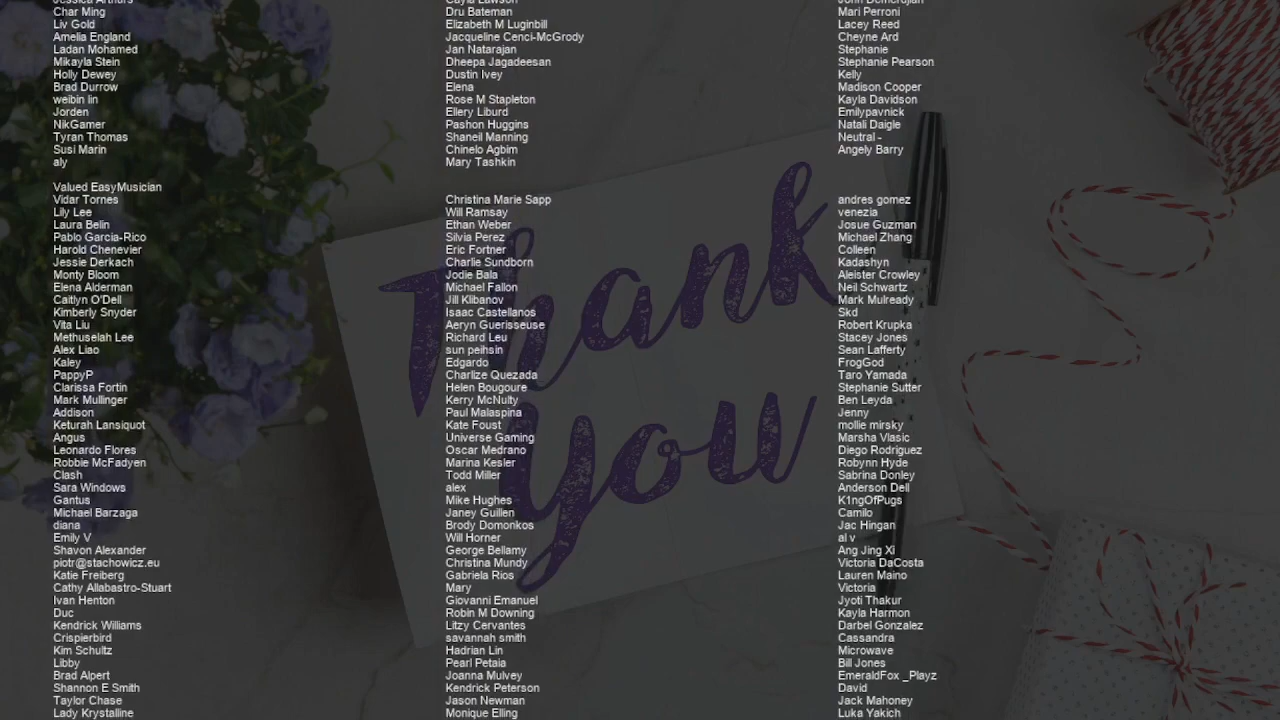 Char Ming
Liv Gold
Amelia England
Ladan Mohamed
Mikayla Stein
Holly Dewey
Brad Durrow
weibin lin
Jorden
NikGamer
Tyran Thomas
Susi Marin
aly
Dru Bateman
Elizabeth M Luginbill
Jacqueline Cenci-McGrody
Jan Natarajan
Dheepa Jagadeesan
Dustin Ivey
Elena
Rose M Stapleton
Ellery Liburd
Pashon Huggins
Shaneil Manning
Chinelo Agbim
Mary Tashkin
Mari Perroni
Lacey Reed
Cheyne Ard
Stephanie
Stephanie Pearson
Kelly
Madison Cooper
Kayla Davidson
Emilypavnick
Natali Daigle
Neutral -
Angely Barry
Valued EasyMusician
Vidar Tornes
Lily Lee
Laura Belin
Pablo Garcia-Rico
Harold Chenevier
Jessie Derkach
Monty Bloom
Elena Alderman
Caitlyn O'Dell
Kimberly Snyder
Vita Liu
Methuselah Lee
Alex Liao
Kaley
PappyP
Clarissa Fortin
Mark Mullinger
Addison
Keturah Lansiquot
Angus
Leonardo Flores
Robbie McFadyen
Clash
Sara Windows
Gantus
Michael Barzaga
diana
Emily V
Shavon Alexander
piotr@stachowicz.eu
Katie Freiberg
Cathy Allabastro-Stuart
Ivan Henton
Duc
Kendrick Williams
Crispierbird
Kim Schultz
Libby
Brad Alpert
Shannon E Smith
Taylor Chase
Lady Krystalline
Christina Marie Sapp
Will Ramsay
Ethan Weber
Silvia Perez
Eric Fortner
Charlie Sundborn
Jodie Bala
Michael Fallon
Jill Klibanov
Isaac Castellanos
Aeryn Guerisseuse
Richard Leu
sun peihsin
Edgardo
Charlize Quezada
Helen Bougoure
Kerry McNulty
Paul Malaspina
Kate Foust
Universe Gaming
Oscar Medrano
Marina Kesler
Todd Miller
alex
Mike Hughes
Janey Guillen
Brody Domonkos
Will Horner
George Bellamy
Christina Mundy
Gabriela Rios
Mary
Giovanni Emanuel
Robin M Downing
Litzy Cervantes
savannah smith
Hadrian Lin
Pearl Petaia
Joanna Mulvey
Kendrick Peterson
Jason Newman
Monique Elling
andres gomez
venezia
Josue Guzman
Michael Zhang
Colleen
Kadashyn
Aleister Crowley
Neil Schwartz
Mark Mulready
Skd
Robert Krupka
Stacey Jones
Sean Lafferty
FrogGod
Taro Yamada
Stephanie Sutter
Ben Leyda
Jenny
mollie mirsky
Marsha Vlasic
Diego Rodriguez
Robynn Hyde
Sabrina Donley
Anderson Dell
K1ngOfPugs
Camilo
Jac Hingan
al v
Ang Jing Xi
Victoria DaCosta
Lauren Maino
Victoria
Jyoti Thakur
Kayla Harmon
Darbel Gonzalez
Cassandra
Microwave
Bill Jones
EmeraldFox _Playz
David
Jack Mahoney
Luka Yakich
Thank
you